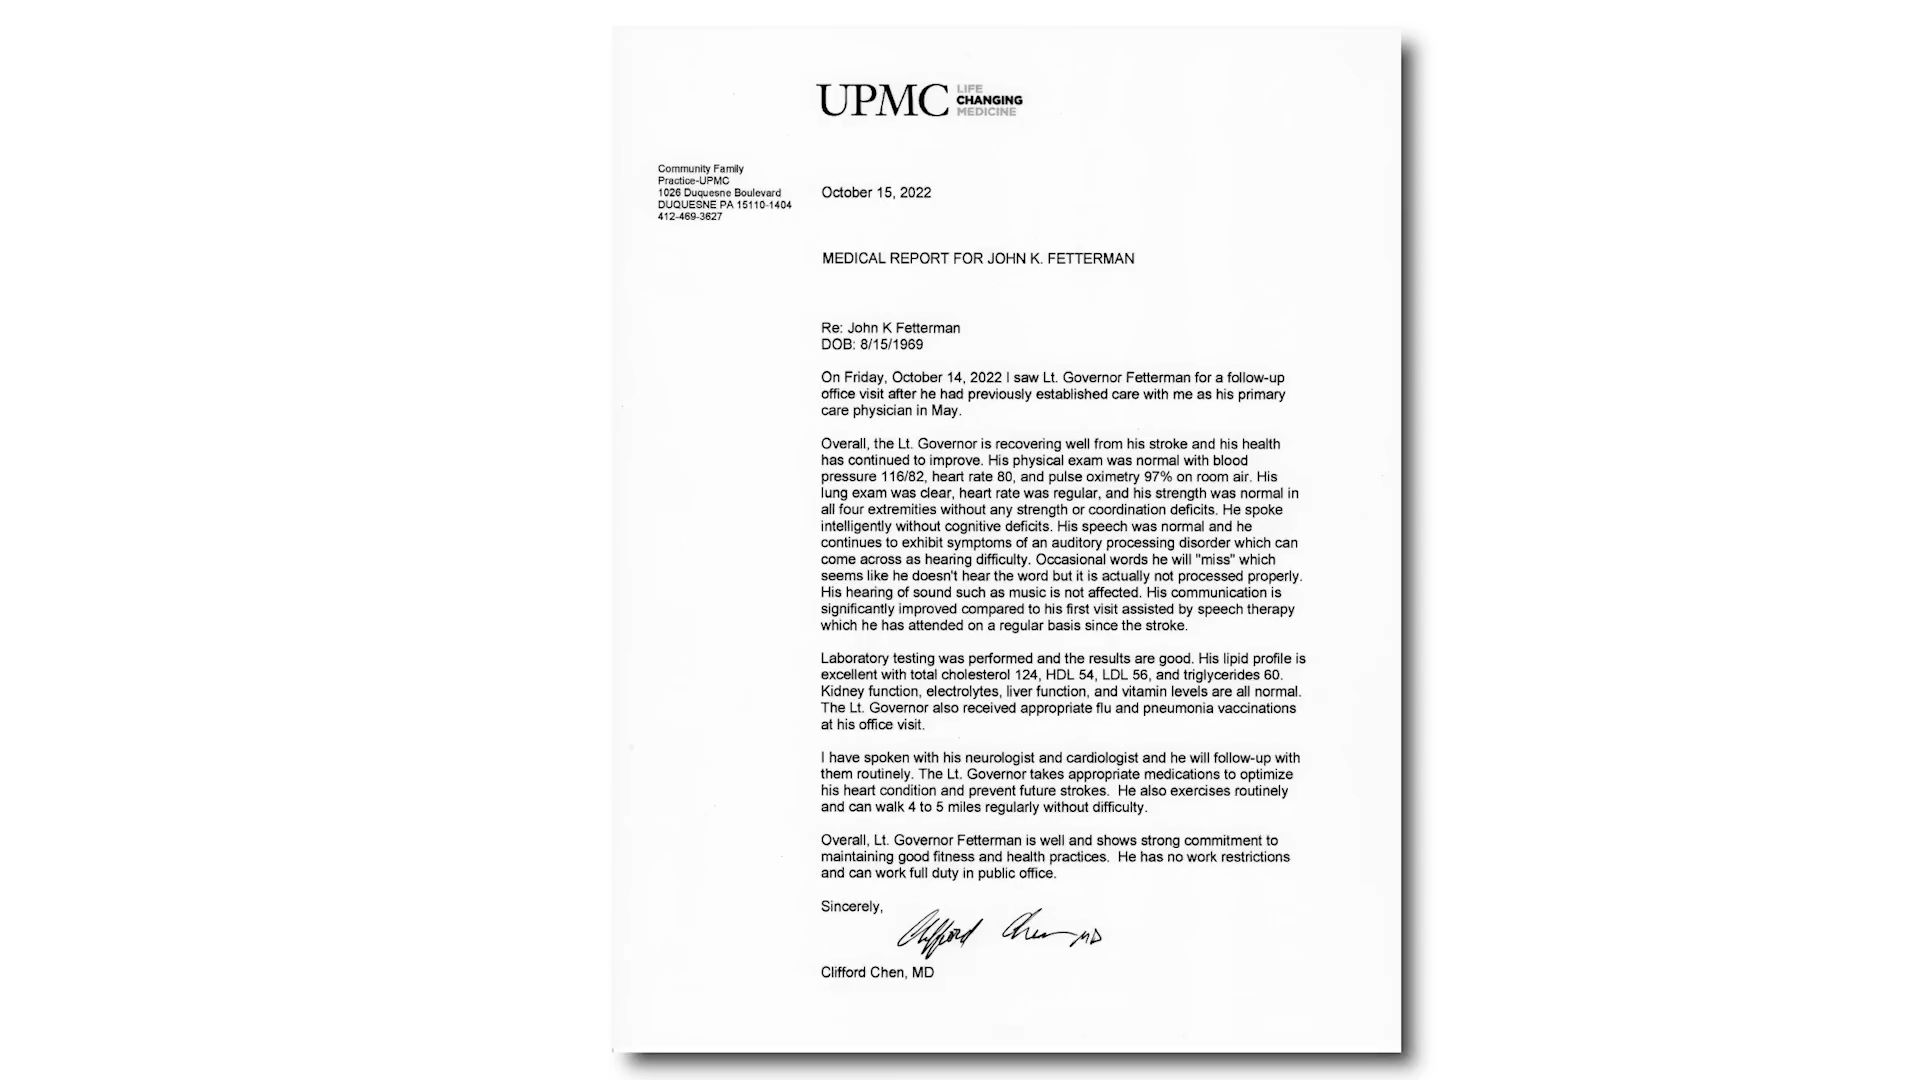 UPMC LIFE
CHANGING
MEDICINE
Community Family
Practice-UPMC
1026 Duquesne Boulevard
DUQUESNE PA 15110-1404
412-469-3627
October 15, 2022
MEDICAL REPORT FOR JOHN K. FETTERMAN
Re: John K Fetterman
DOB: 8/15/1969
On Friday, October 14, 2022 I saw Lt. Governor Fetterman for a follow-up
office visit after he had previously established care with me as his primary
care physician in May.
Overall, the Lt. Governor is recovering well from his stroke and his health
has continued to improve. His physical exam was normal with blood
pressure 116/82, heart rate 80, and pulse oximetry 97% on room air. His
lung exam was clear, heart rate was regular, and his strength was normal in
all four extremities without any strength or coordination deficits. He spoke
intelligently without cognitive deficits. His speech was normal and he
continues to exhibit symptoms of an auditory processing disorder which can
come across as hearing difficulty. Occasional words he will "miss" which
seems like he doesn't hear the word but it is actually not processed properly.
His hearing of sound such as music is not affected. His communication is
significantly improved compared to his first visit assisted by speech therapy
which he has attended on a regular basis since the stroke.
Laboratory testing was performed and the results are good. His lipid profile is
excellent with total cholesterol 124, HDL 54, LDL 56, and triglycerides 60.
Kidney function, electrolytes, liver function, and vitamin levels are all normal.
The Lt. Governor also received appropriate flu and pneumonia vaccinations
at his office visit.
I have spoken with his neurologist and cardiologist and he will follow-up with
them routinely. The Lt. Governor takes appropriate medications to optimize
his heart condition and prevent future strokes. He also exercises routinely
and can walk 4 to 5 miles regularly without difficulty.
Overall, Lt. Governor Fetterman is well and shows strong commitment to
maintaining good fitness and health practices. He has no work restrictions
and can work full duty in public office.
Sincerely,
Clifford Chen MD
Clifford Chen, MD